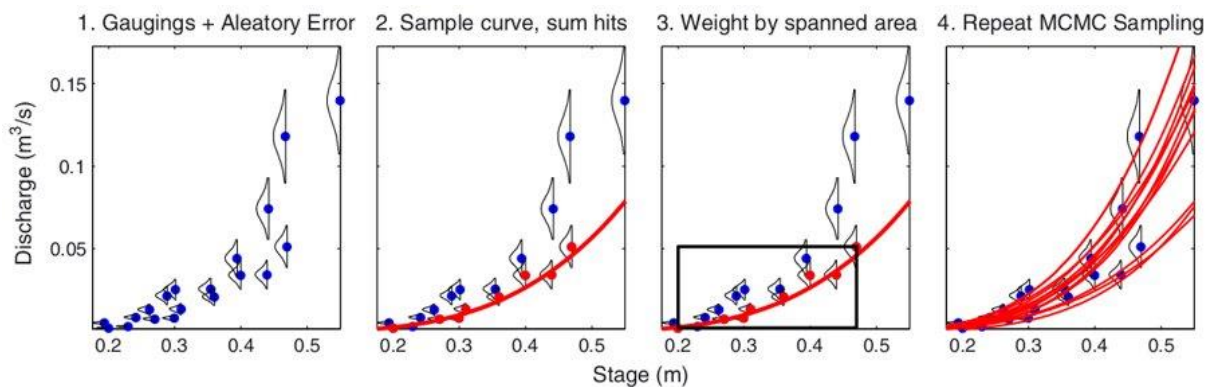 1. Gaugings + Aleatory Error
2. Sample curve, sum hits
3. Weight by spanned area
4. Repeat MCMC Sampling
Discharge (m³/s)
0.15
0.1
0.05
0.2 0.3 0.4 0.5
0.2 0.3 0.4 0.5
0.2 0.3 0.4 0.5
0.2 0.3 0.4 0.5
Stage (m)